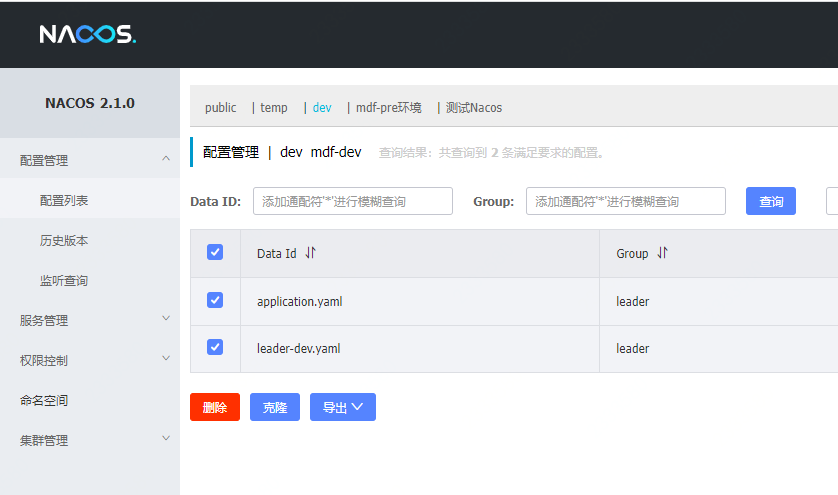 NACOS.
NACOS 2.1.0
配置管理
配置列表
历史版本
监听查询
服务管理
权限控制
命名空间
集群管理
public | temp | dev | mdf-pre环境 | 测试Nacos
配置管理 | dev mdf-dev 查询结果：共查询到 2 条满足要求的配置。
Data ID: 添加通配符'*'进行模糊查询 Group: 添加通配符'*'进行模糊查询 查询
Data Id Group
application.yaml leader
leader-dev.yaml leader
删除 克隆 导出